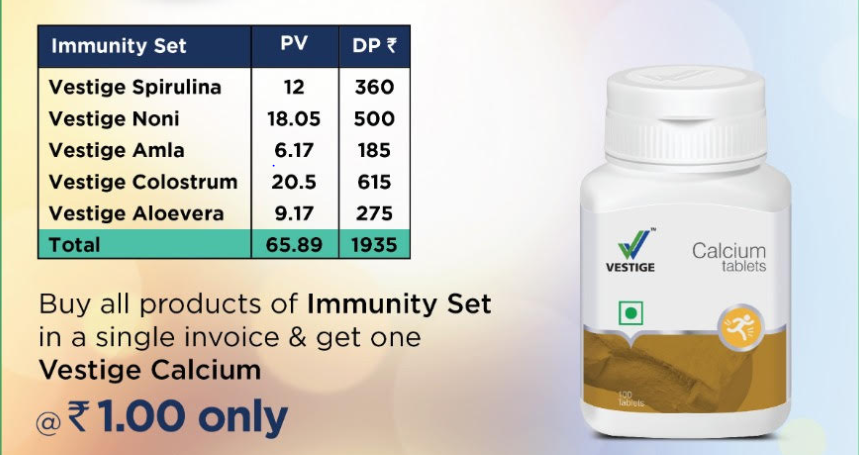 Immunity Set PV DP ₹
Vestige Spirulina 12 360
Vestige Noni 18.05 500
Vestige Amla 6.17 185
Vestige Colostrum 20.5 615
Vestige Aloevera 9.17 275
Total 65.89 1935
Buy all products of Immunity Set
in a single invoice & get one
Vestige Calcium
@ ₹ 1.00 only
VESTIGE
TM
Calcium
tablets
100
Tablets